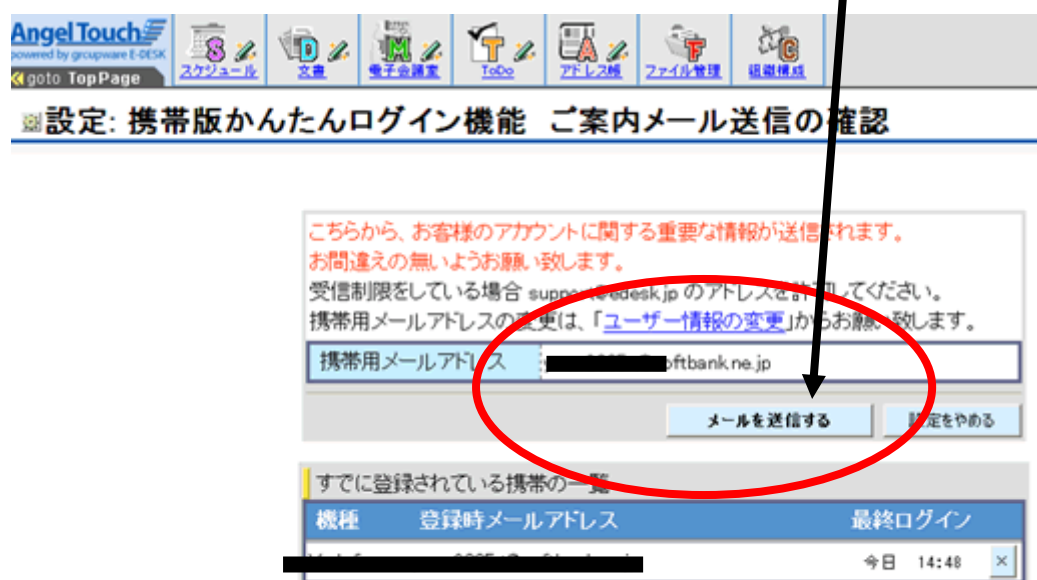 Angel Touch
powered by groupware E-DESK
goto TopPage
スケジュール
文書
電子会議室
ToDo
アドレス帳
ファイル管理
組織構成
設定: 携帯版かんたんログイン機能 ご案内メール送信の確認
こちらから、お客様のアカウントに関する重要な情報が送信されます。
お間違えの無いようお願い致します。
受信制限をしている場合 support@edesk.jp のアドレスを許可してください。
携帯用メールアドレスの変更は、「ユーザー情報の変更」からお願い致します。
携帯用メールアドレス oftbank.ne.jp
メールを送信する 設定をやめる
すでに登録されている携帯の一覧
機種 登録時メールアドレス 最終ログイン
今日 14:48 ×